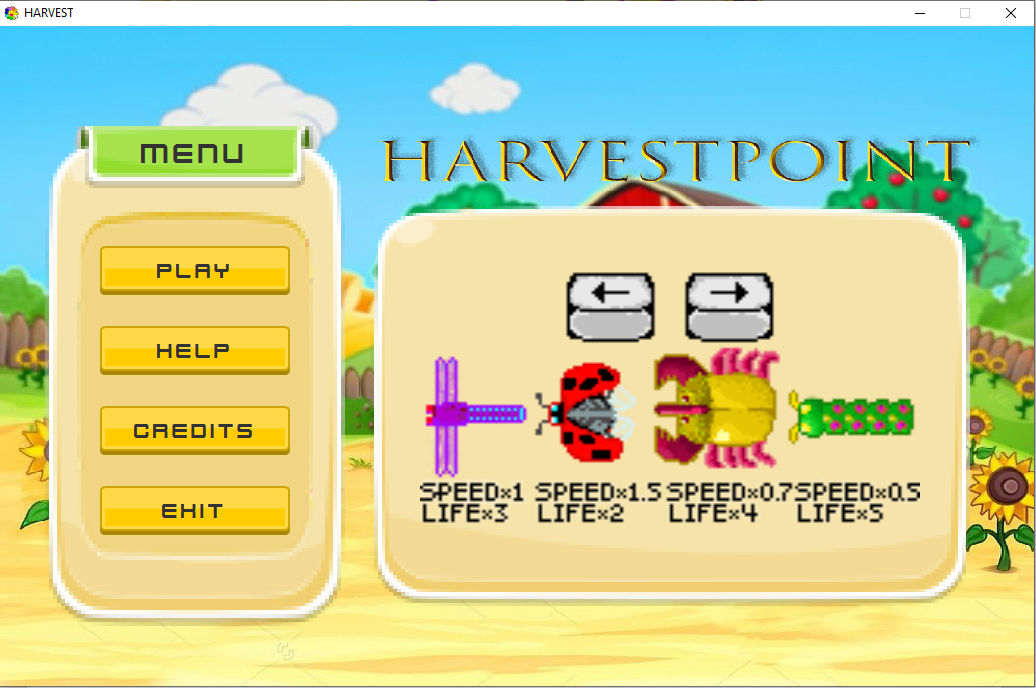 HARVEST
MENU
HARVESTPOINT
PLAY
HELP
CREDITS
EXIT
SPEED×1 SPEED×1.5 SPEED×0.7 SPEED×0.5
LIFE×3 LIFE×2 LIFE×4 LIFE×5